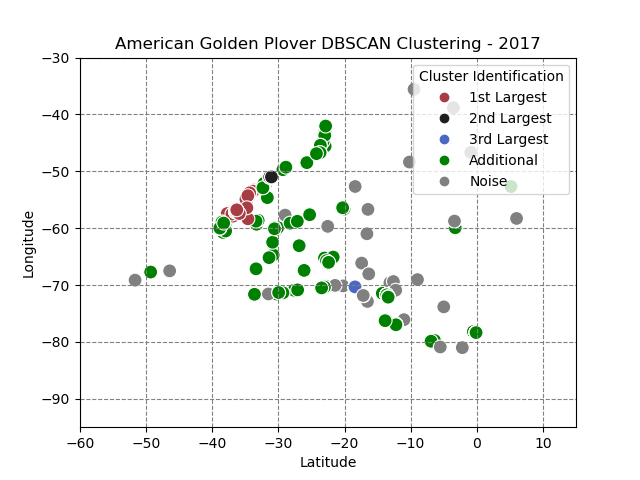 American Golden Plover DBSCAN Clustering - 2017
−30
−40
−50
−60
−70
−80
−90
Longitude
Cluster Identification
1st Largest
2nd Largest
3rd Largest
Additional
Noise
−60 −50 −40 −30 −20 −10 0 10
Latitude